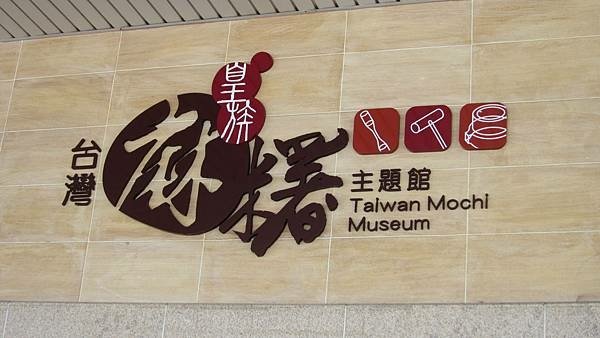 台灣
皇族
麻糬
主題館
Taiwan Mochi
Museum